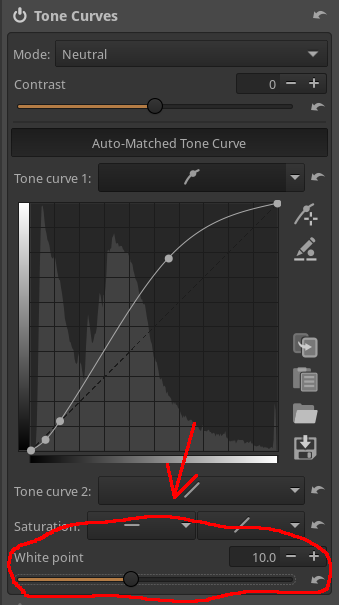 Tone Curves
Mode: Neutral
Contrast 0
Auto-Matched Tone Curve
Tone curve 1:
Tone curve 2:
Saturation:
White point 10.0